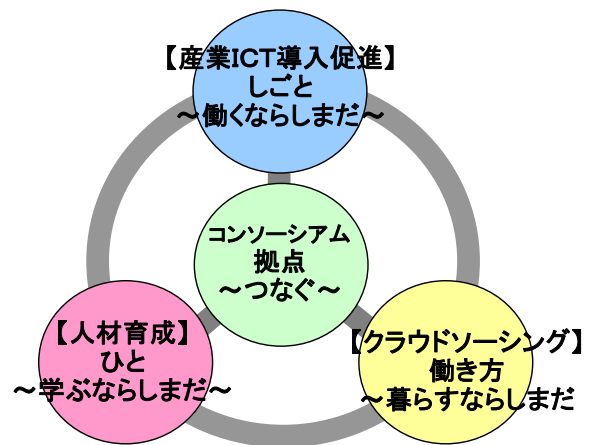 【産業ICT導入促進】
しごと
～働くならしまだ～
コンソーシアム
拠点
～つなぐ～
【人材育成】
ひと
～学ぶならしまだ～
【クラウドソーシング】
働き方
～暮らすならしまだ